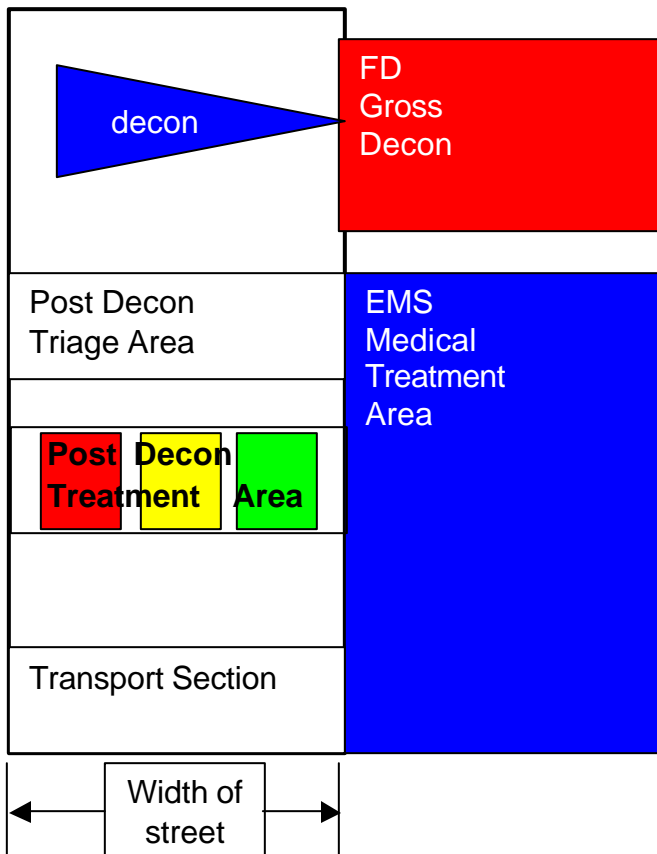 decon
FD
Gross
Decon
Post Decon
Triage Area
EMS
Medical
Treatment
Area
Post Decon
Treatment Area
Transport Section
Width of
street